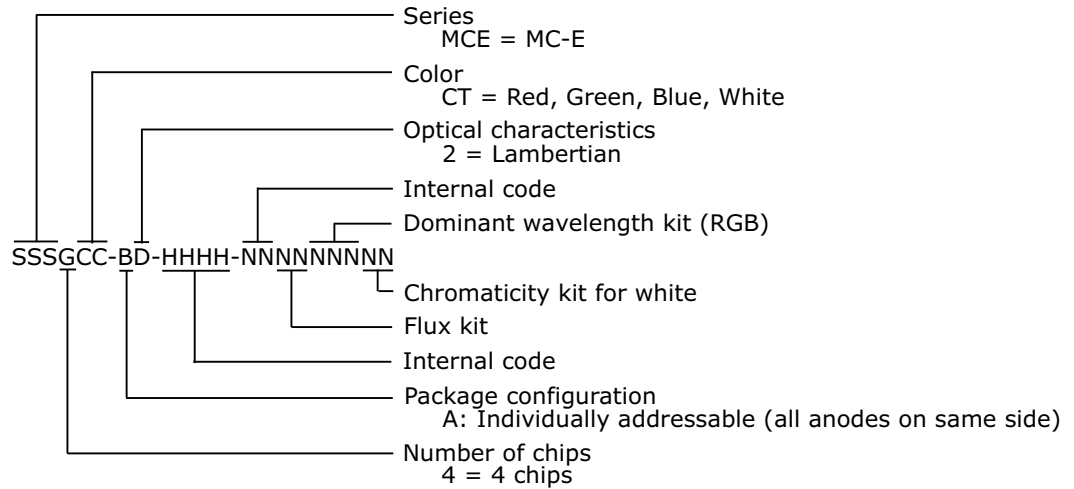 Series
MCE = MC-E
Color
CT = Red, Green, Blue, White
Optical characteristics
2 = Lambertian
Internal code
Dominant wavelength kit (RGB)
SSSGCC-BD-HHHH-NNNNNNNNN
Chromaticity kit for white
Flux kit
Internal code
Package configuration
A: Individually addressable (all anodes on same side)
Number of chips
4 = 4 chips